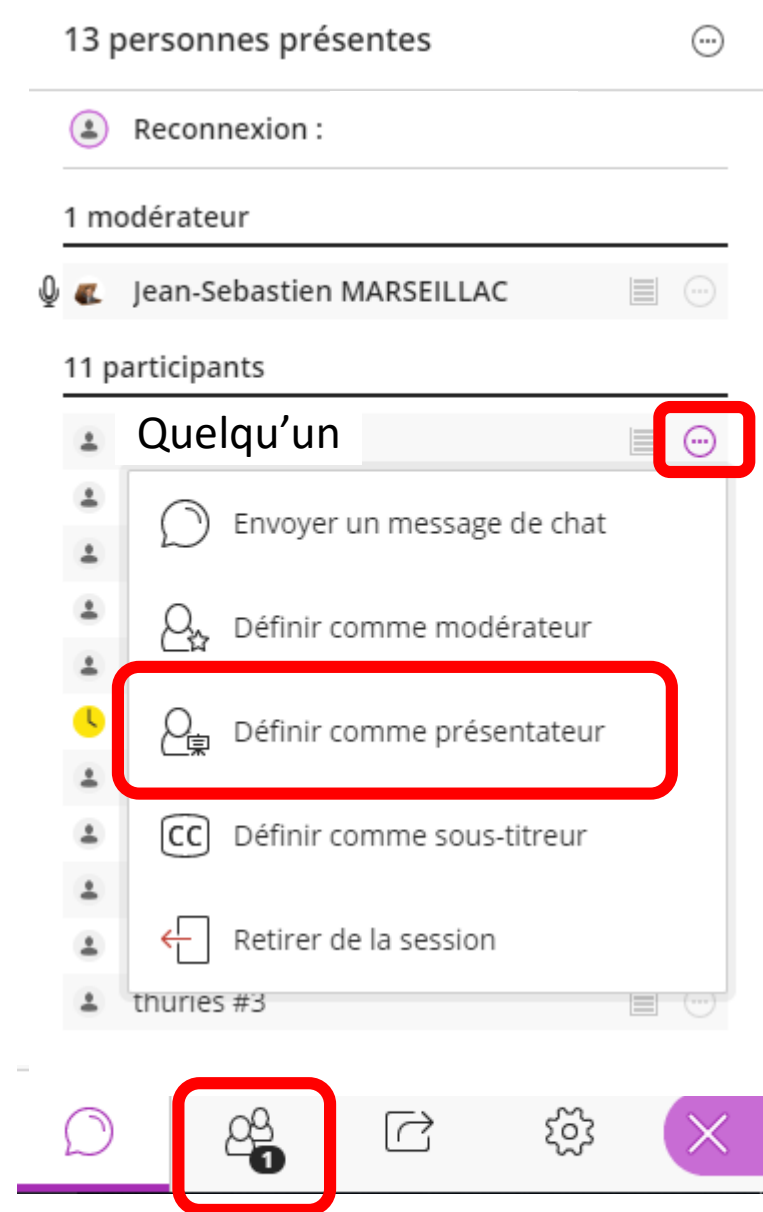 13 personnes présentes
Reconnexion :
1 modérateur
Jean-Sebastien MARSEILLAC
11 participants
Quelqu’un
Envoyer un message de chat
Définir comme modérateur
Définir comme présentateur
CC Définir comme sous-titreur
Retirer de la session
thuries #3
1